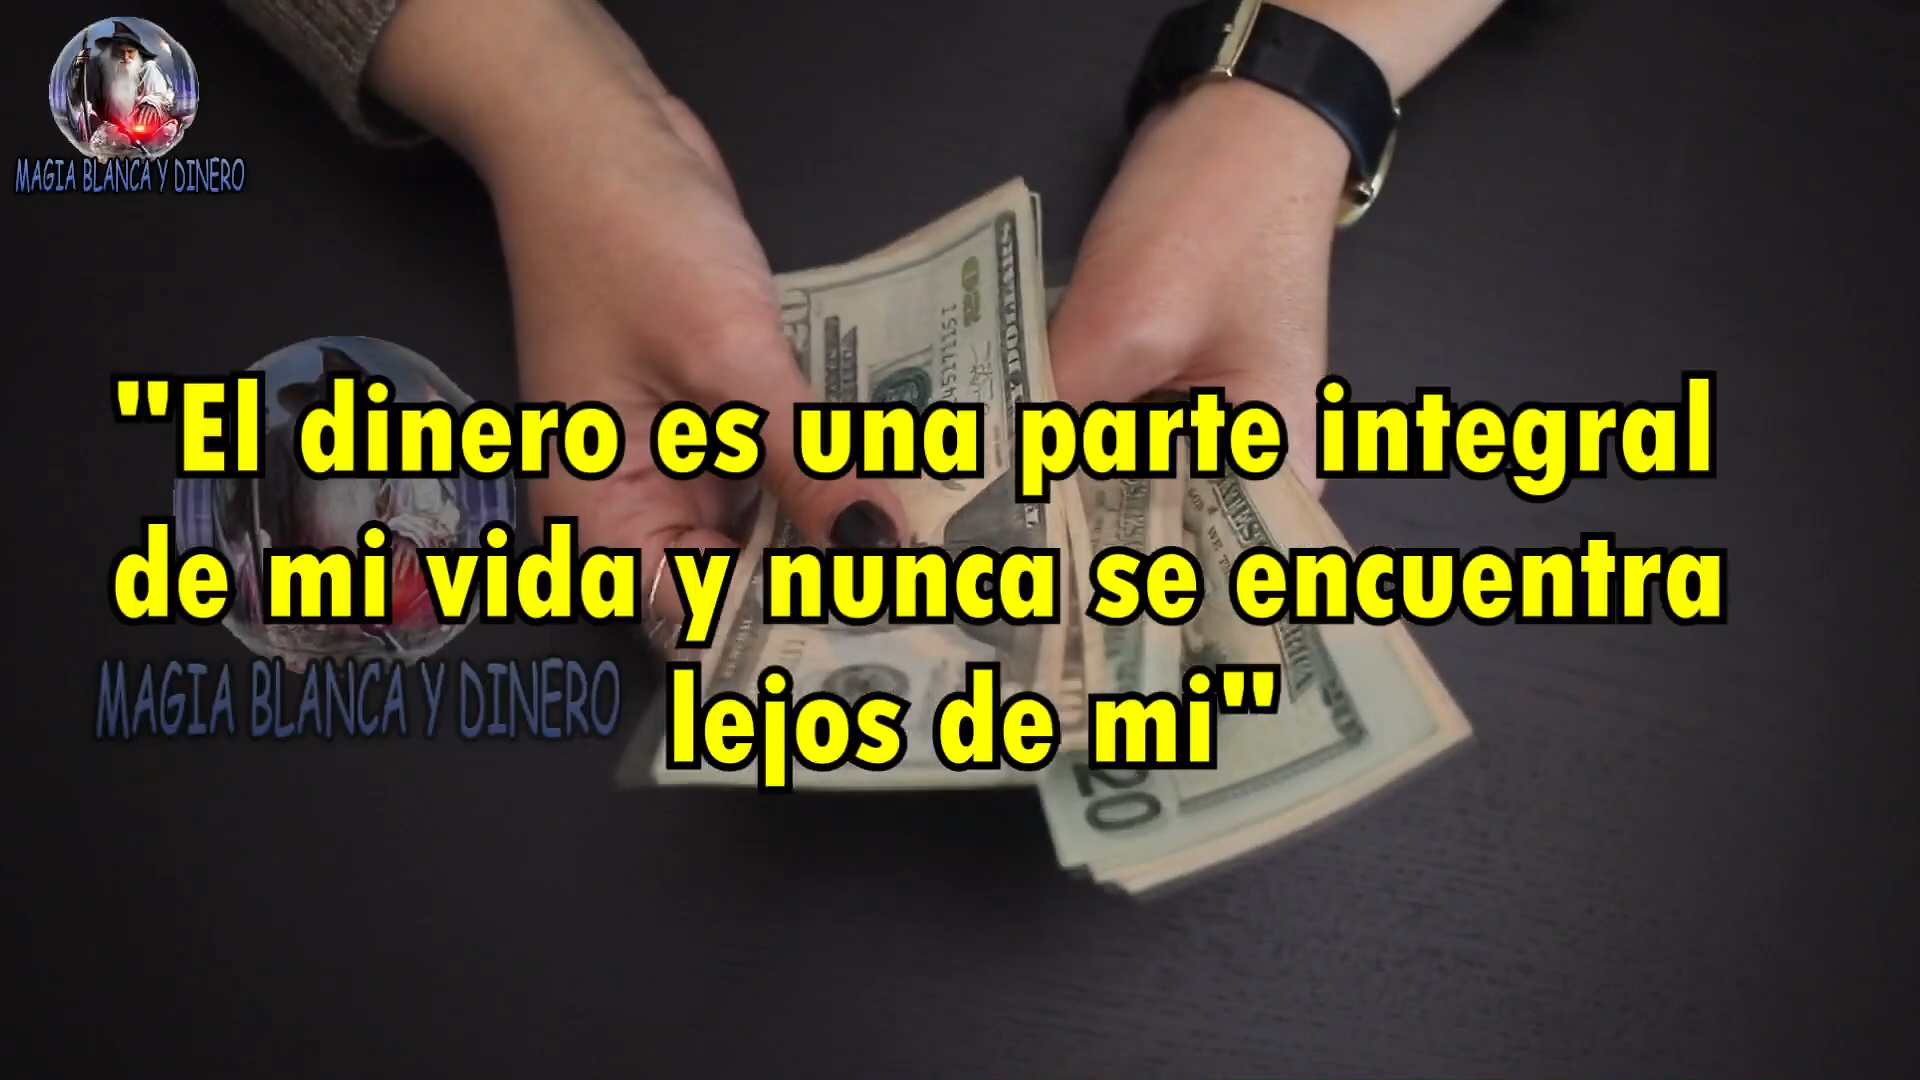 MAGIA BLANCA Y DINERO
"El dinero es una parte integral
de mi vida y nunca se encuentra
lejos de mi"
MAGIA BLANCA Y DINERO
20